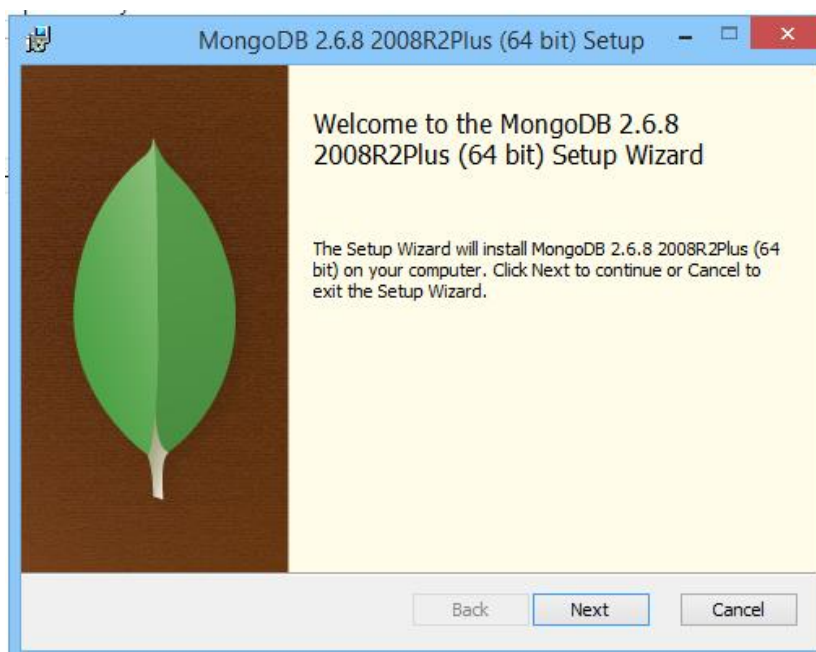 MongoDB 2.6.8 2008R2Plus (64 bit) Setup
Welcome to the MongoDB 2.6.8
2008R2Plus (64 bit) Setup Wizard
The Setup Wizard will install MongoDB 2.6.8 2008R2Plus (64
bit) on your computer. Click Next to continue or Cancel to
exit the Setup Wizard.
Back Next Cancel